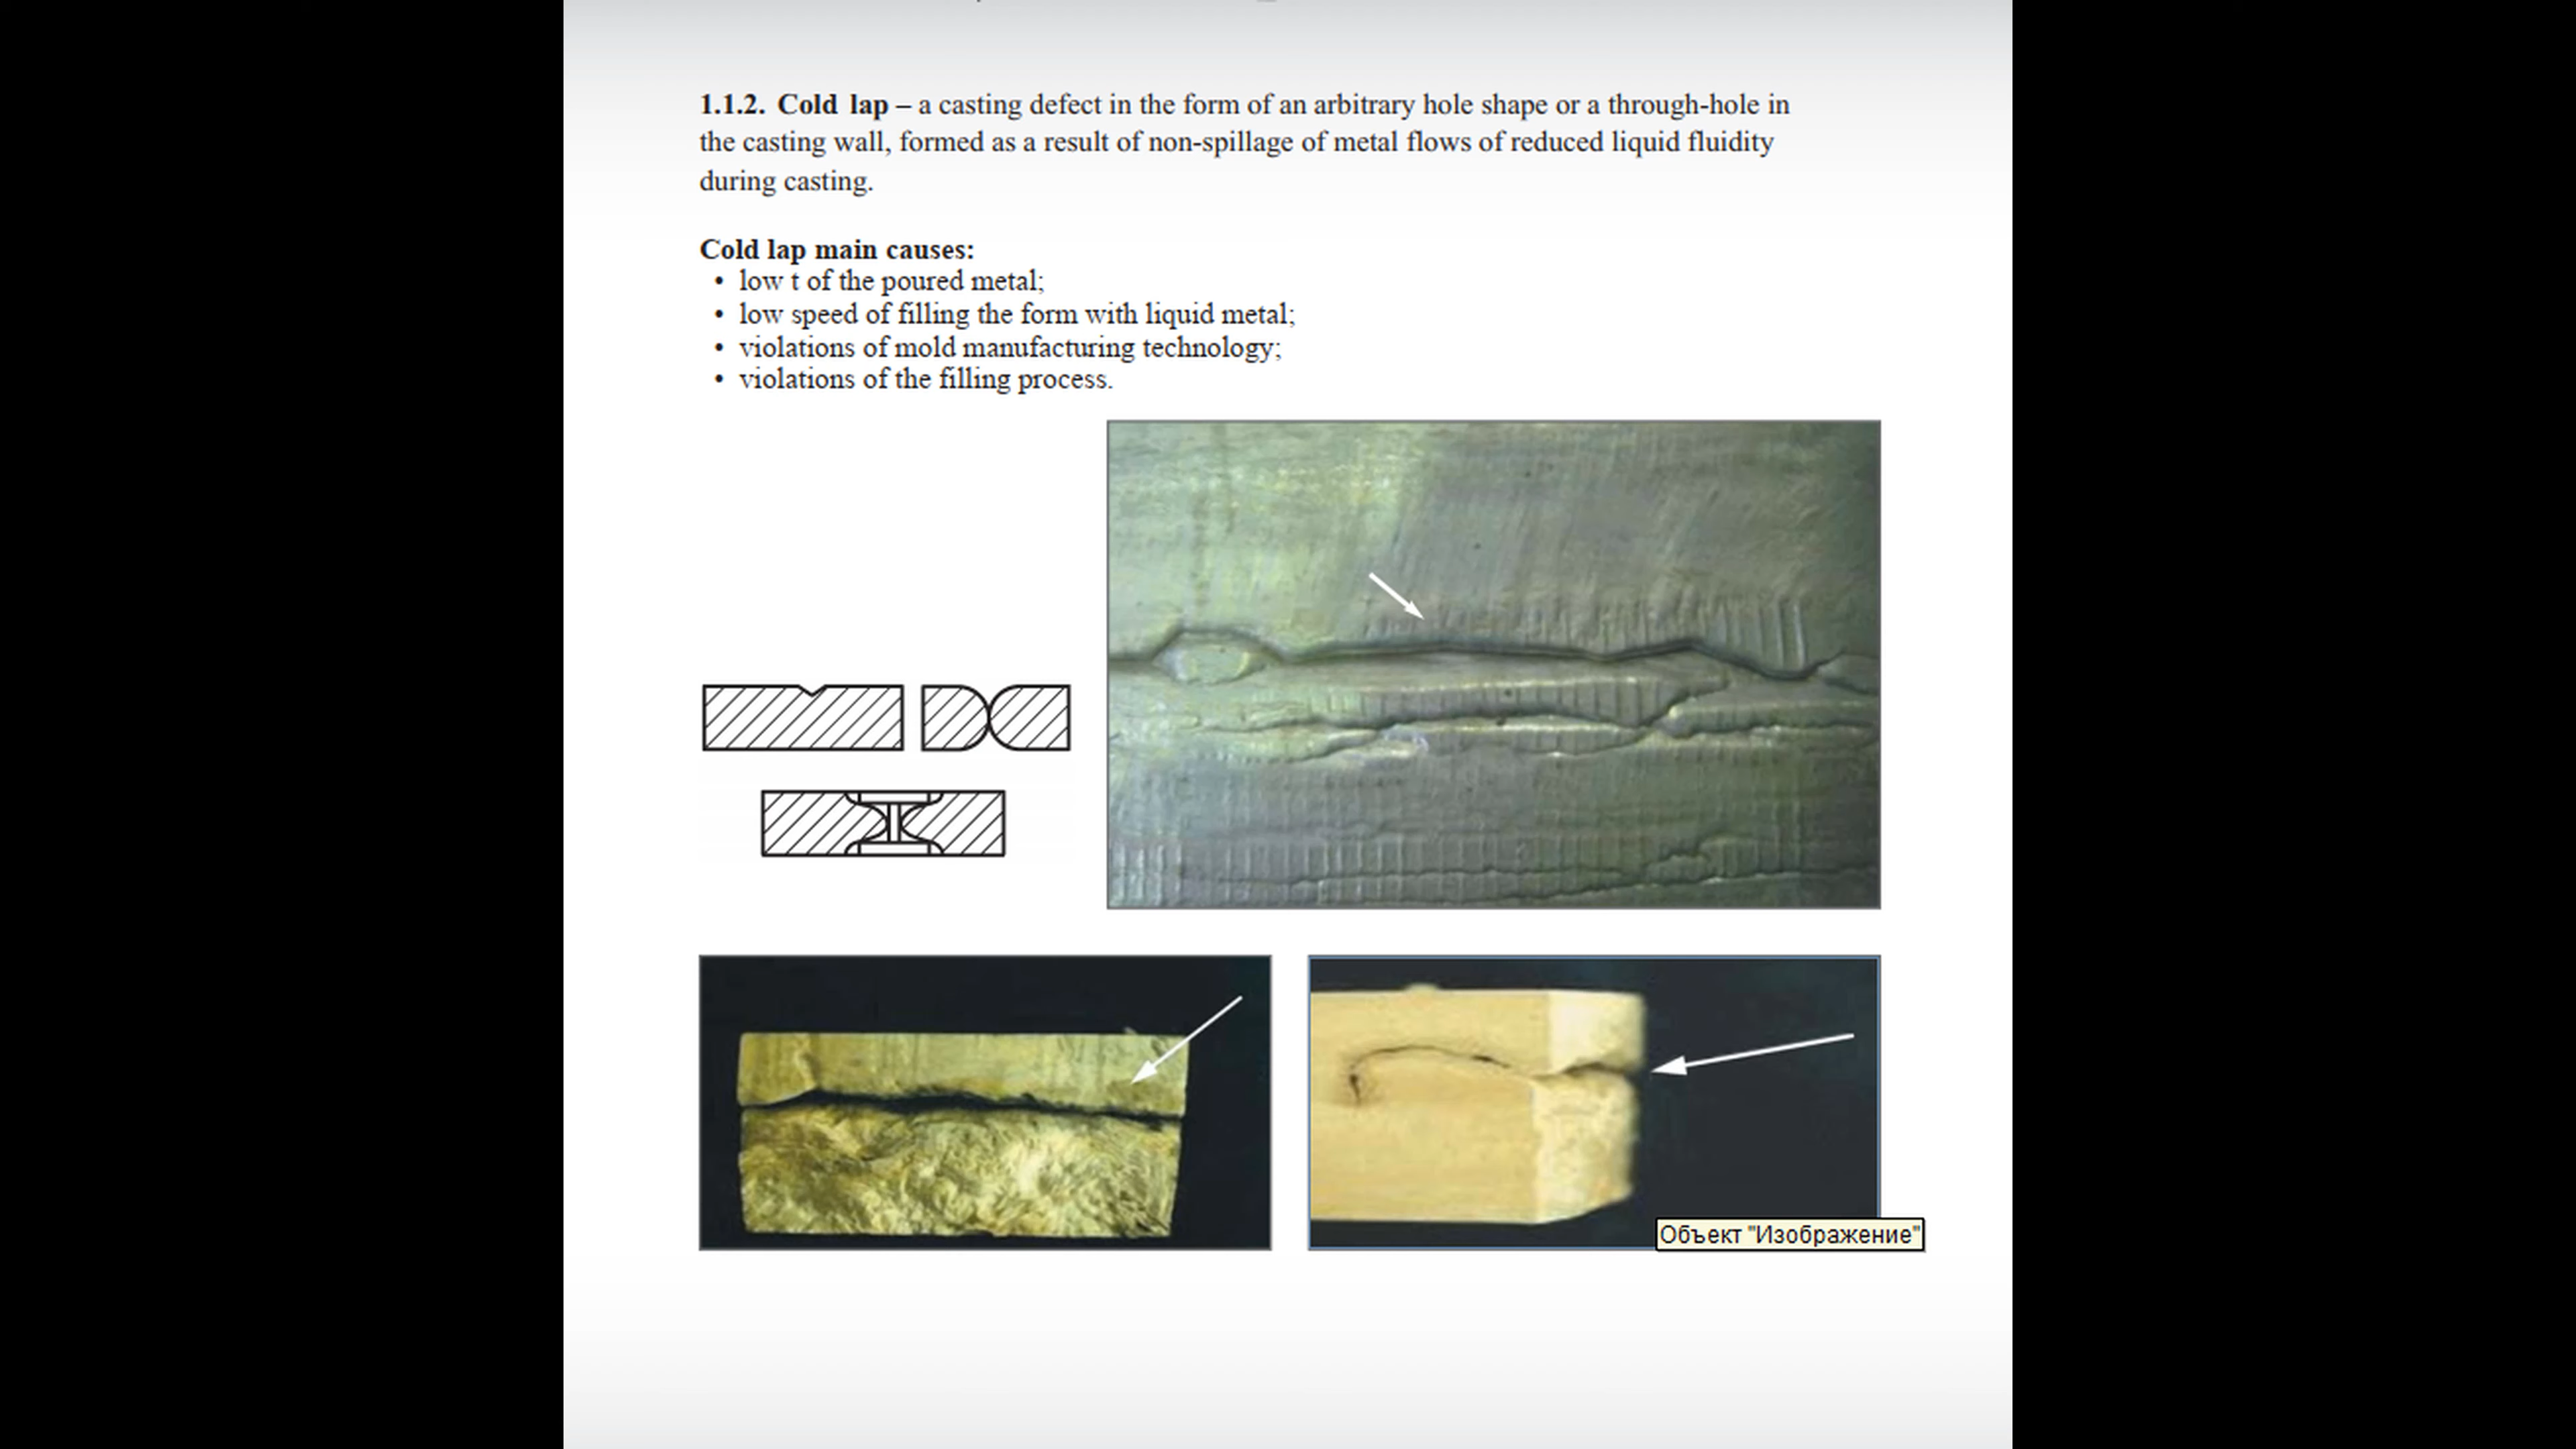 1.1.2. Cold lap – a casting defect in the form of an arbitrary hole shape or a through-hole in
the casting wall, formed as a result of non-spillage of metal flows of reduced liquid fluidity
during casting.
Cold lap main causes:
• low t of the poured metal;
• low speed of filling the form with liquid metal;
• violations of mold manufacturing technology;
• violations of the filling process.
Объект "Изображение"